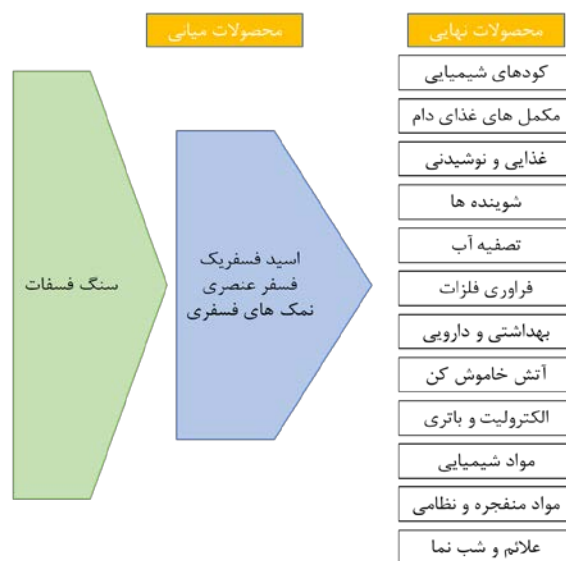 محصولات نهایی
محصولات میانی
کودهای شیمیایی
مکمل های غذای دام
غذایی و نوشیدنی
شوینده ها
تصفیه آب
فراوری فلزات
بهداشتی و دارویی
آتش خاموش کن
الکترولیت و باتری
مواد شیمیایی
مواد منفجره و نظامی
علائم و شب نما
اسید فسفریک
فسفر عنصری
نمک های فسفری
سنگ فسفات